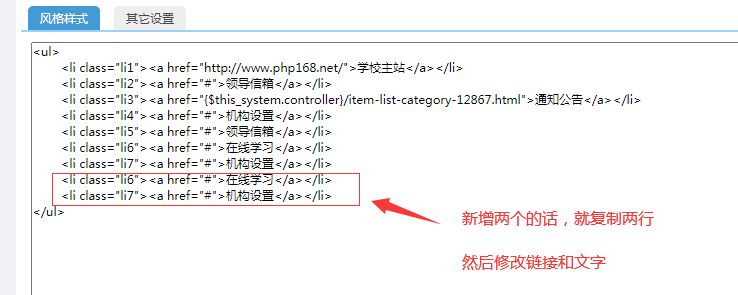 风格样式 其它设置
<ul>
<li class="li1"><a href="http://www.php168.net/">学校主站</a></li>
<li class="li2"><a href="#">领导信箱</a></li>
<li class="li3"><a href="{$this_system.controller}/item-list-category-12867.html">通知公告</a></li>
<li class="li4"><a href="#">机构设置</a></li>
<li class="li5"><a href="#">领导信箱</a></li>
<li class="li6"><a href="#">在线学习</a></li>
<li class="li7"><a href="#">机构设置</a></li>
<li class="li6"><a href="#">在线学习</a></li>
<li class="li7"><a href="#">机构设置</a></li>
</ul>
新增两个的话，就复制两行
然后修改链接和文字